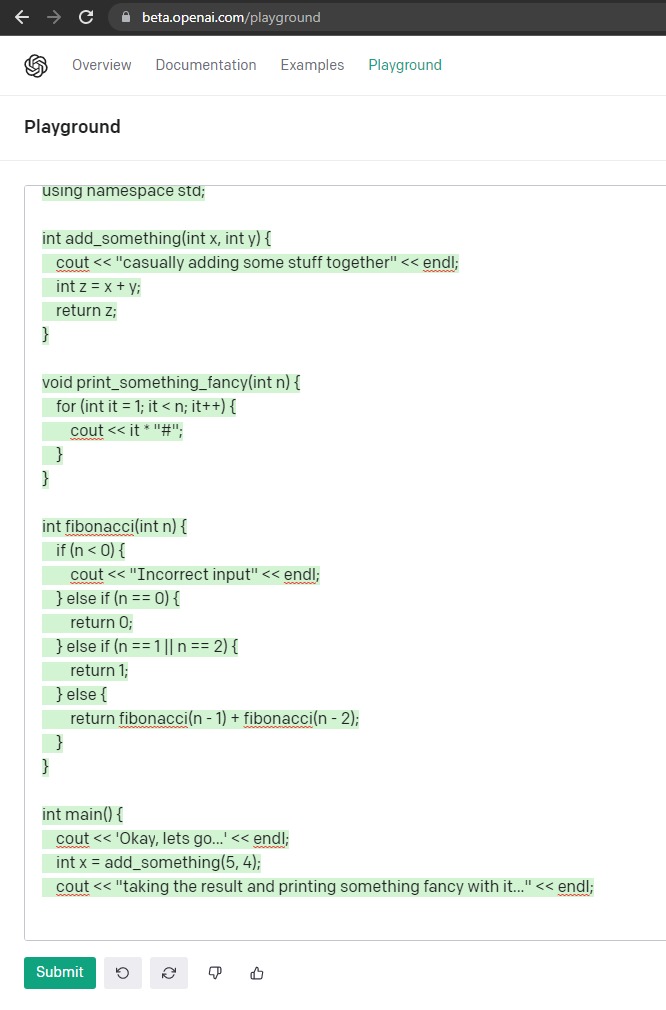 beta.openai.com/playground
Overview Documentation Examples Playground
Playground
using namespace std;
int add_something(int x, int y) {
cout << "casually adding some stuff together" << endl;
int z = x + y;
return z;
}
void print_something_fancy(int n) {
for (int it = 1; it < n; it++) {
cout << it * "#";
}
}
int fibonacci(int n) {
if (n < 0) {
cout << "Incorrect input" << endl;
} else if (n == 0) {
return 0;
} else if (n == 1 || n == 2) {
return 1;
} else {
return fibonacci(n - 1) + fibonacci(n - 2);
}
}
int main() {
cout << 'Okay, lets go...' << endl;
int x = add_something(5, 4);
cout << "taking the result and printing something fancy with it..." << endl;
Submit